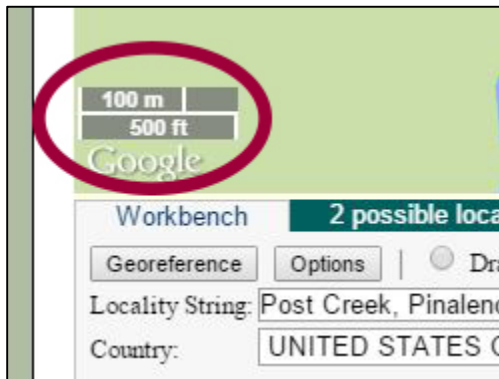 100 m
500 ft
Google
Workbench 2 possible loca
Georeference Options | Dra
Locality String: Post Creek, Pinalen
Country: UNITED STATES